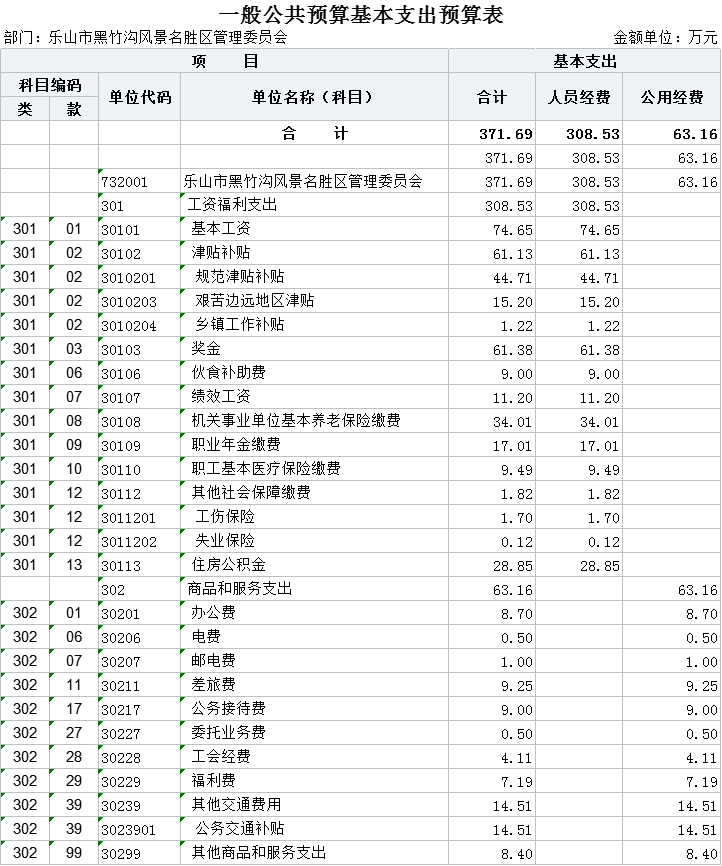 一般公共预算基本支出预算表
部门：乐山市黑竹沟风景名胜区管理委员会 金额单位：万元
项 目 基本支出
科目编码 单位代码 单位名称（科目） 合计 人员经费 公用经费
类 款
合 计 371.69 308.53 63.16
371.69 308.53 63.16
732001 乐山市黑竹沟风景名胜区管理委员会 371.69 308.53 63.16
301 工资福利支出 308.53 308.53
301 01 30101 基本工资 74.65 74.65
301 02 30102 津贴补贴 61.13 61.13
301 02 3010201 规范津贴补贴 44.71 44.71
301 02 3010203 艰苦边远地区津贴 15.20 15.20
301 02 3010204 乡镇工作补贴 1.22 1.22
301 03 30103 奖金 61.38 61.38
301 06 30106 伙食补助费 9.00 9.00
301 07 30107 绩效工资 11.20 11.20
301 08 30108 机关事业单位基本养老保险缴费 34.01 34.01
301 09 30109 职业年金缴费 17.01 17.01
301 10 30110 职工基本医疗保险缴费 9.49 9.49
301 12 30112 其他社会保障缴费 1.82 1.82
301 12 3011201 工伤保险 1.70 1.70
301 12 3011202 失业保险 0.12 0.12
301 13 30113 住房公积金 28.85 28.85
302 商品和服务支出 63.16 63.16
302 01 30201 办公费 8.70 8.70
302 06 30206 电费 0.50 0.50
302 07 30207 邮电费 1.00 1.00
302 11 30211 差旅费 9.25 9.25
302 17 30217 公务接待费 9.00 9.00
302 27 30227 委托业务费 0.50 0.50
302 28 30228 工会经费 4.11 4.11
302 29 30229 福利费 7.19 7.19
302 39 30239 其他交通费用 14.51 14.51
302 39 3023901 公务交通补贴 14.51 14.51
302 99 30299 其他商品和服务支出 8.40 8.40